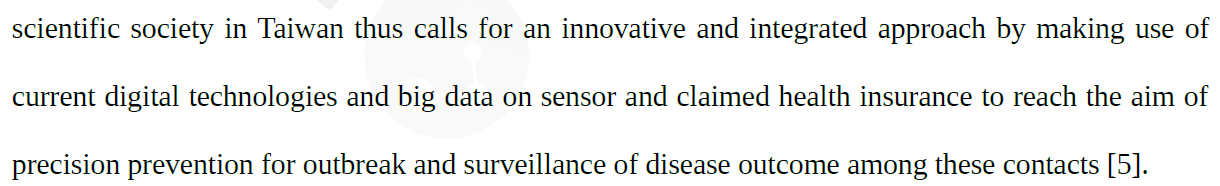 scientific society in Taiwan thus calls for an innovative and integrated approach by making use of
current digital technologies and big data on sensor and claimed health insurance to reach the aim of
precision prevention for outbreak and surveillance of disease outcome among these contacts [5].